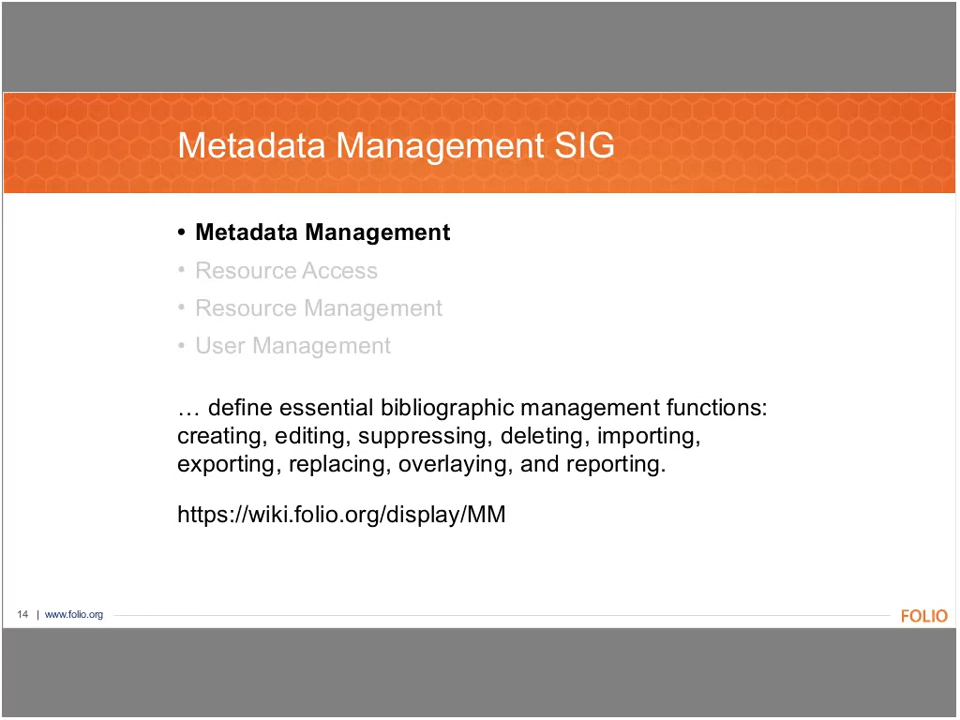 Metadata Management SIG
• Metadata Management
• Resource Access
• Resource Management
• User Management
… define essential bibliographic management functions:
creating, editing, suppressing, deleting, importing,
exporting, replacing, overlaying, and reporting.
https://wiki.folio.org/display/MM
14 | www.folio.org
FOLIO